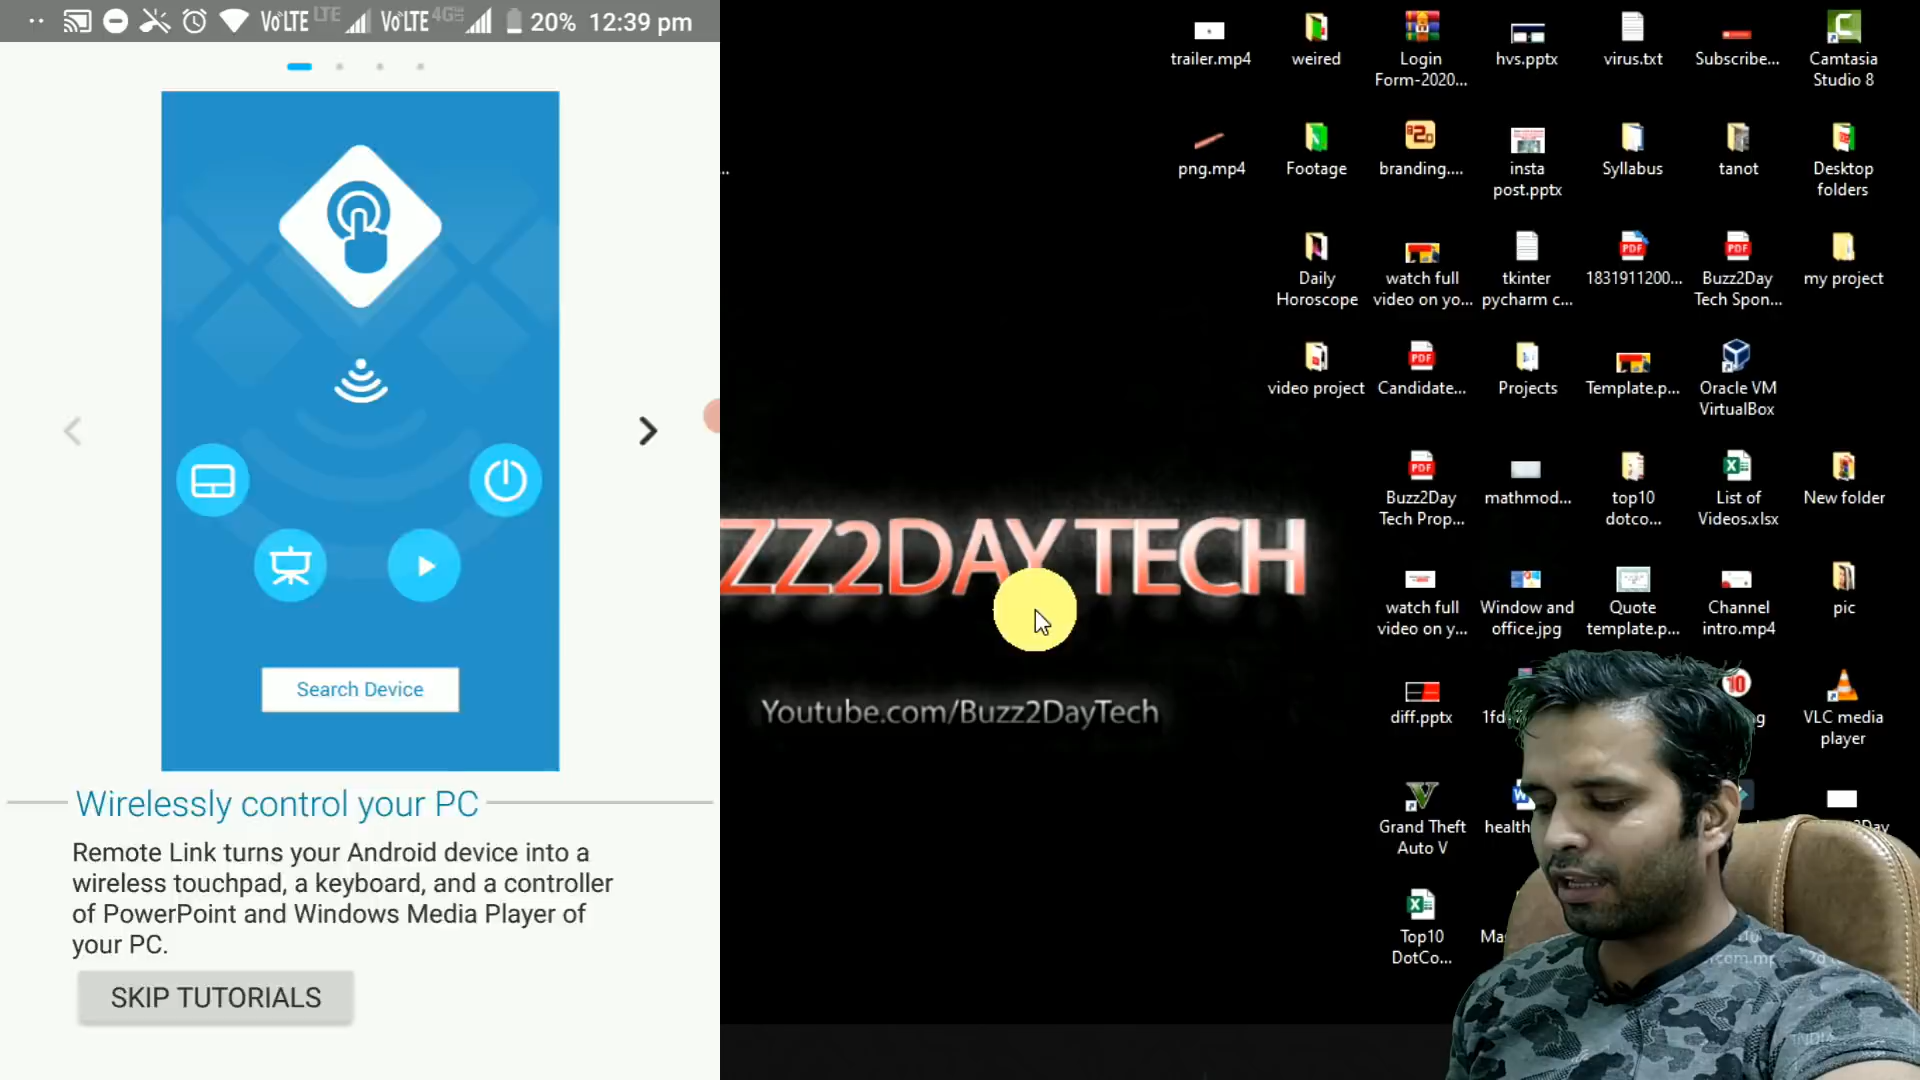 VoLTE LTE VoLTE 4G 20% 12:39 pm
Search Device
Wirelessly control your PC
Remote Link turns your Android device into a
wireless touchpad, a keyboard, and a controller
of PowerPoint and Windows Media Player of
your PC.
SKIP TUTORIALS
trailer.mp4
weired
Login
Form-2020...
hvs.pptx
virus.txt
Subscribe...
Camtasia
Studio 8
png.mp4
Footage
branding....
insta
post.pptx
Syllabus
tanot
Desktop
folders
Daily
Horoscope
watch full
video on yo...
tkinter
pycharm c...
1831911200...
Buzz2Day
Tech Spon...
my project
video project
Candidate...
Projects
Template.p...
Oracle VM
VirtualBox
Buzz2Day
Tech Prop...
mathmod...
top10
dotco...
List of
Videos.xlsx
New folder
ZZ2DAY TECH
watch full
video on y...
Window and
office.jpg
Quote
template.p...
Channel
intro.mp4
pic
Youtube.com/Buzz2DayTech
diff.pptx
VLC media
player
Grand Theft
Auto V
health
Top10
DotCo...